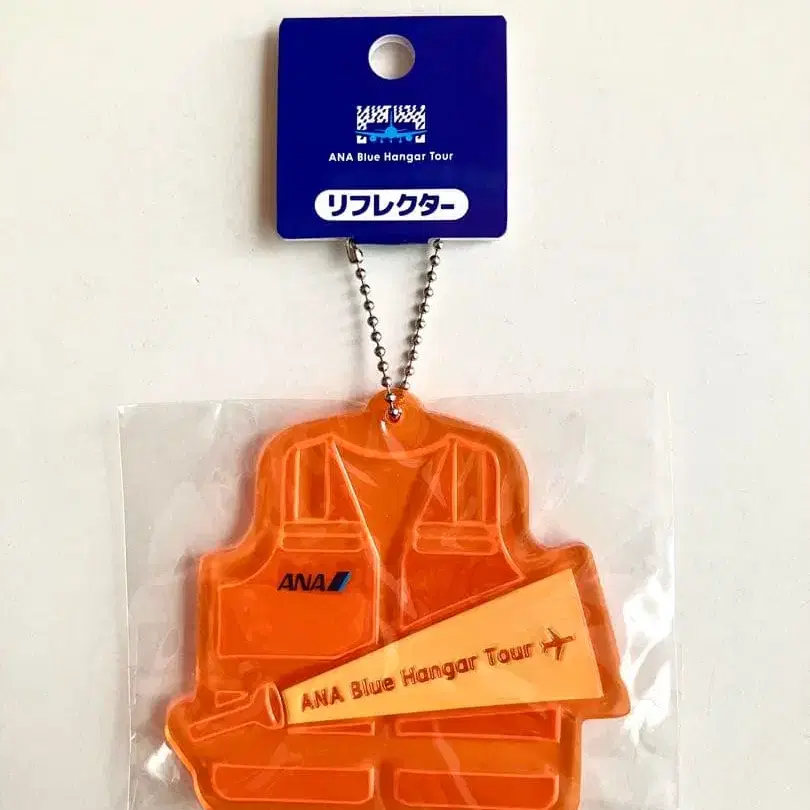 ANA Blue Hangar Tour
リフレクター
ANA
ANA Blue Hangar Tour